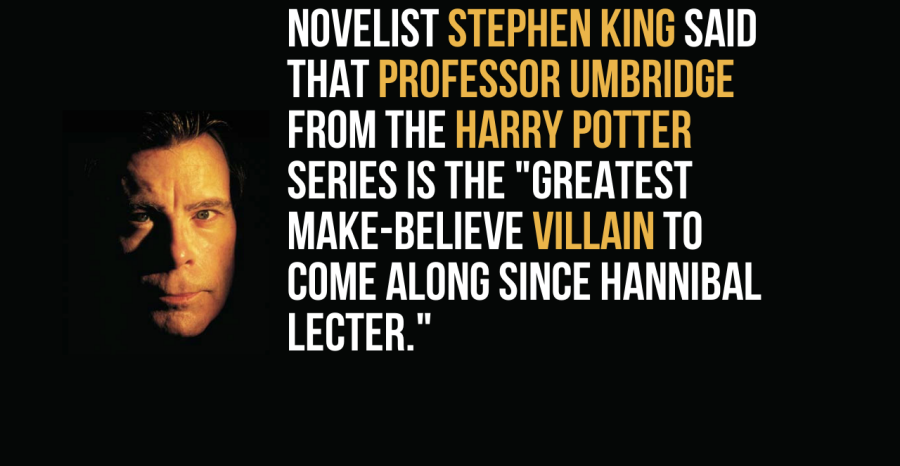 NOVELIST STEPHEN KING SAID
THAT PROFESSOR UMBRIDGE
FROM THE HARRY POTTER
SERIES IS THE "GREATEST
MAKE-BELIEVE VILLAIN TO
COME ALONG SINCE HANNIBAL
LECTER."